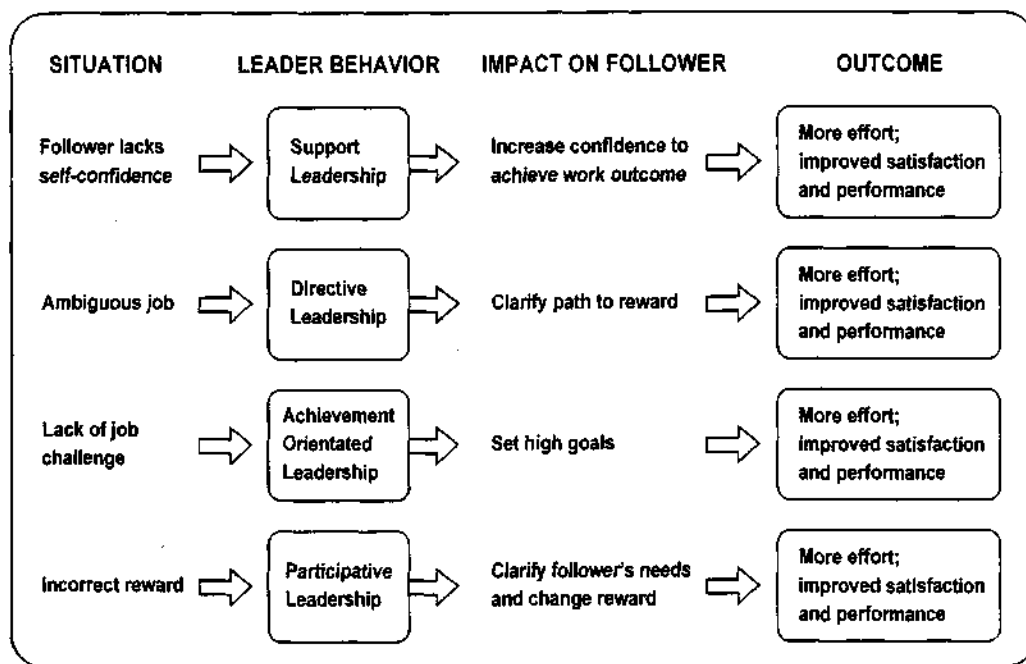 SITUATION
LEADER BEHAVIOR
IMPACT ON FOLLOWER
OUTCOME
Follower lacks
self-confidence
Support
Leadership
Increase confidence to
achieve work outcome
More effort;
improved satisfaction
and performance
Ambiguous job
Directive
Leadership
Clarify path to reward
More effort;
improved satisfaction
and performance
Lack of job
challenge
Achievement
Orientated
Leadership
Set high goals
More effort;
improved satisfaction
and performance
Incorrect reward
Participative
Leadership
Clarify follower's needs
and change reward
More effort;
improved satisfaction
and performance